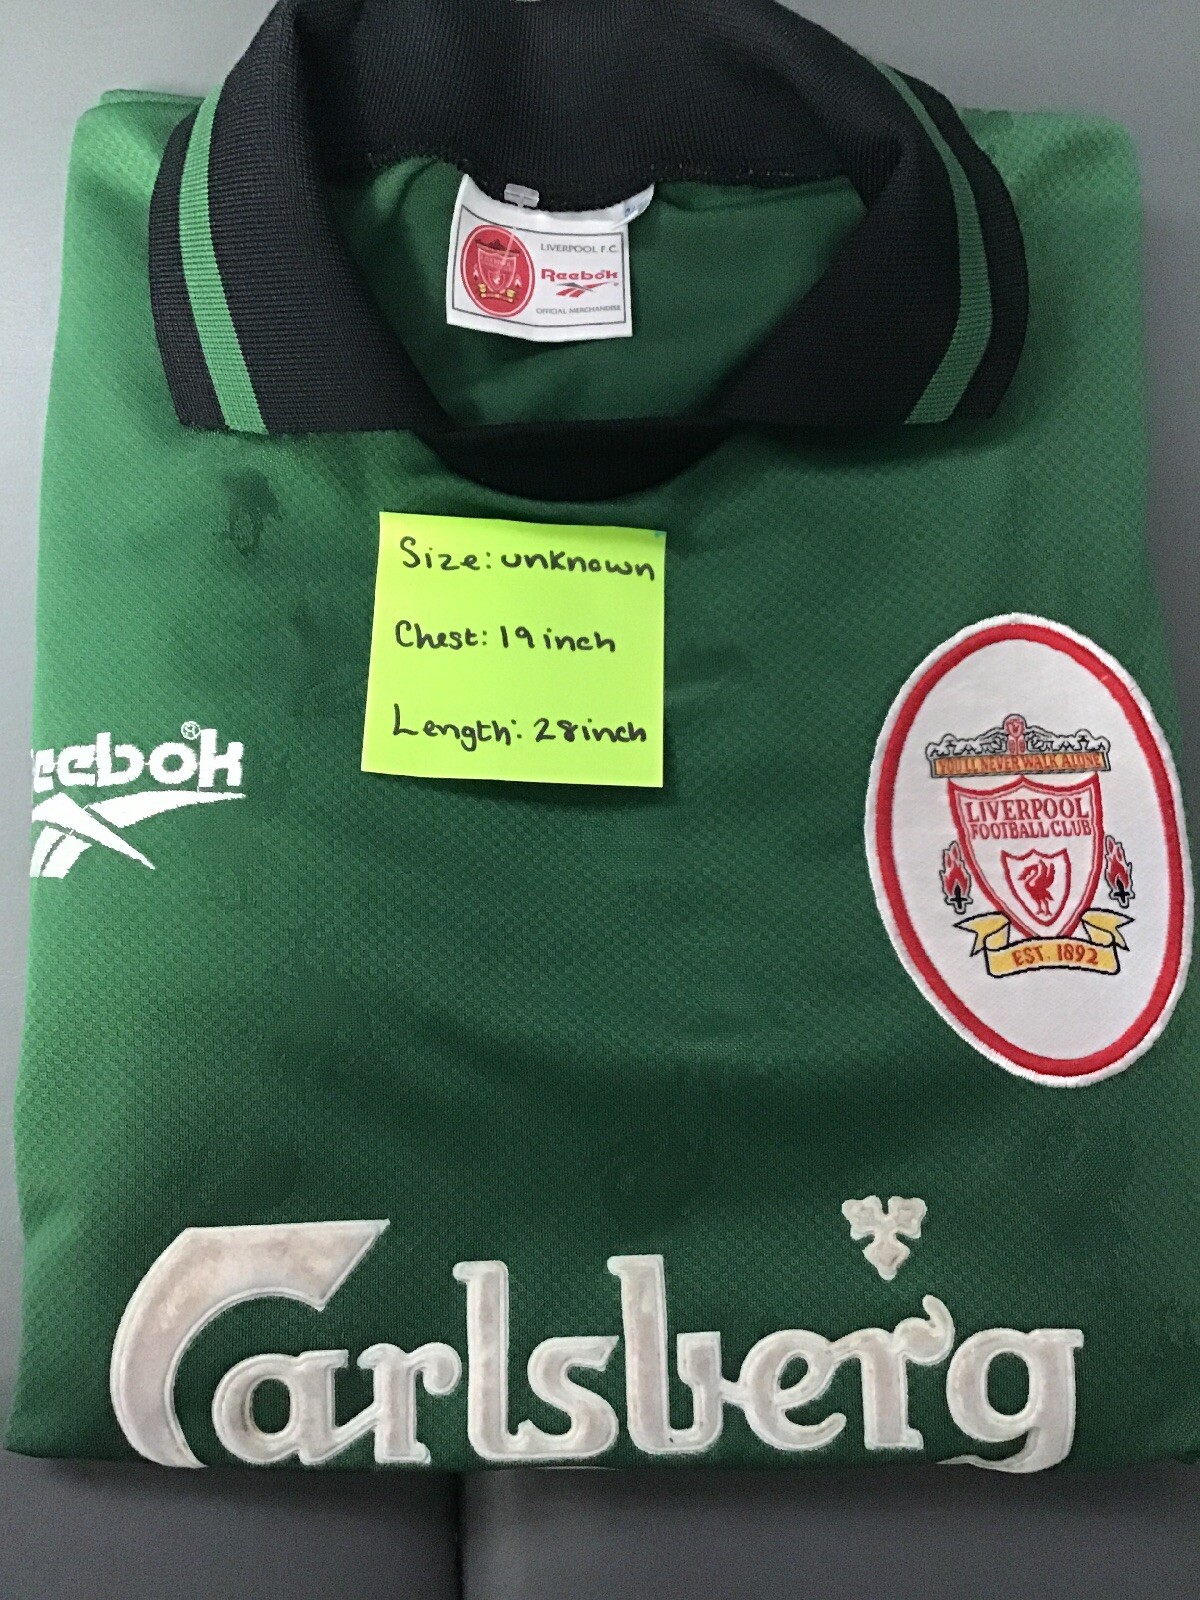 LIVERPOOL F.C.
Reebok
OFFICIAL MERCHANDISE
Size: unknown
Chest: 19 inch
Length: 28 inch
eebok®
YOU'LL NEVER WALK ALONE
LIVERPOOL
FOOTBALL CLUB
EST. 1892
Carlsberg